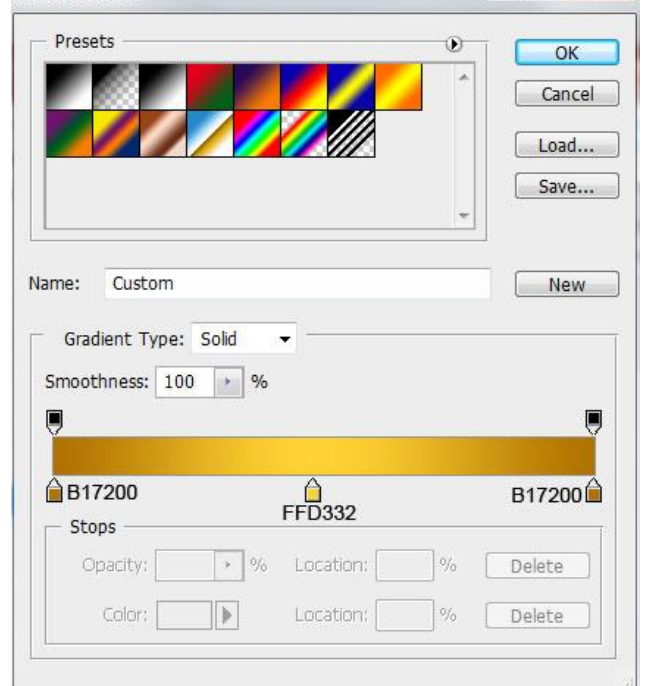 Presets
OK
Cancel
Load...
Save...
Name: Custom
New
Gradient Type: Solid
Smoothness: 100 %
B17200
FFD332
B17200
Stops
Opacity: % Location: % Delete
Color: Location: % Delete